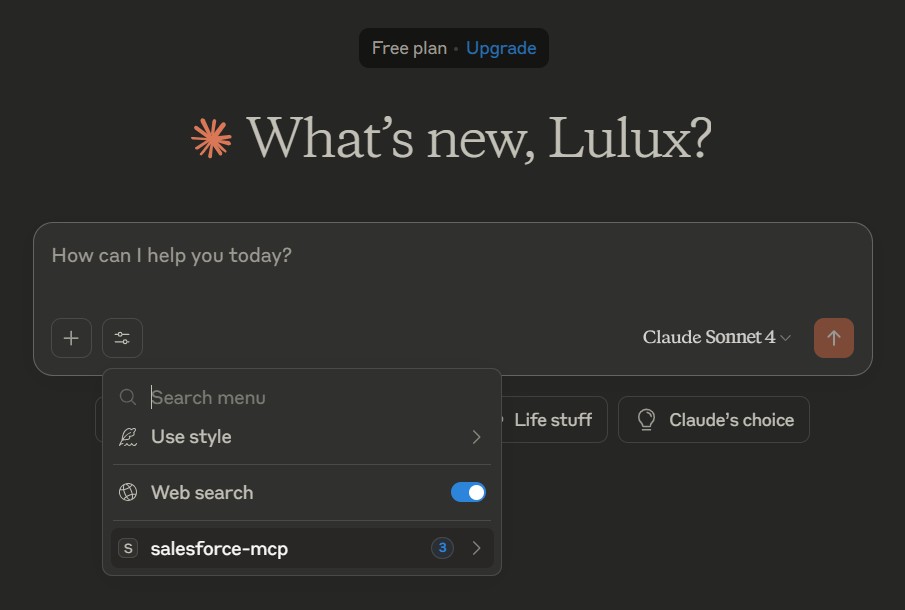 Free plan • Upgrade
What's new, Lulux?
How can I help you today?
Claude Sonnet 4
Search menu
Use style
Web search
S salesforce-mcp 3
Life stuff
Claude's choice